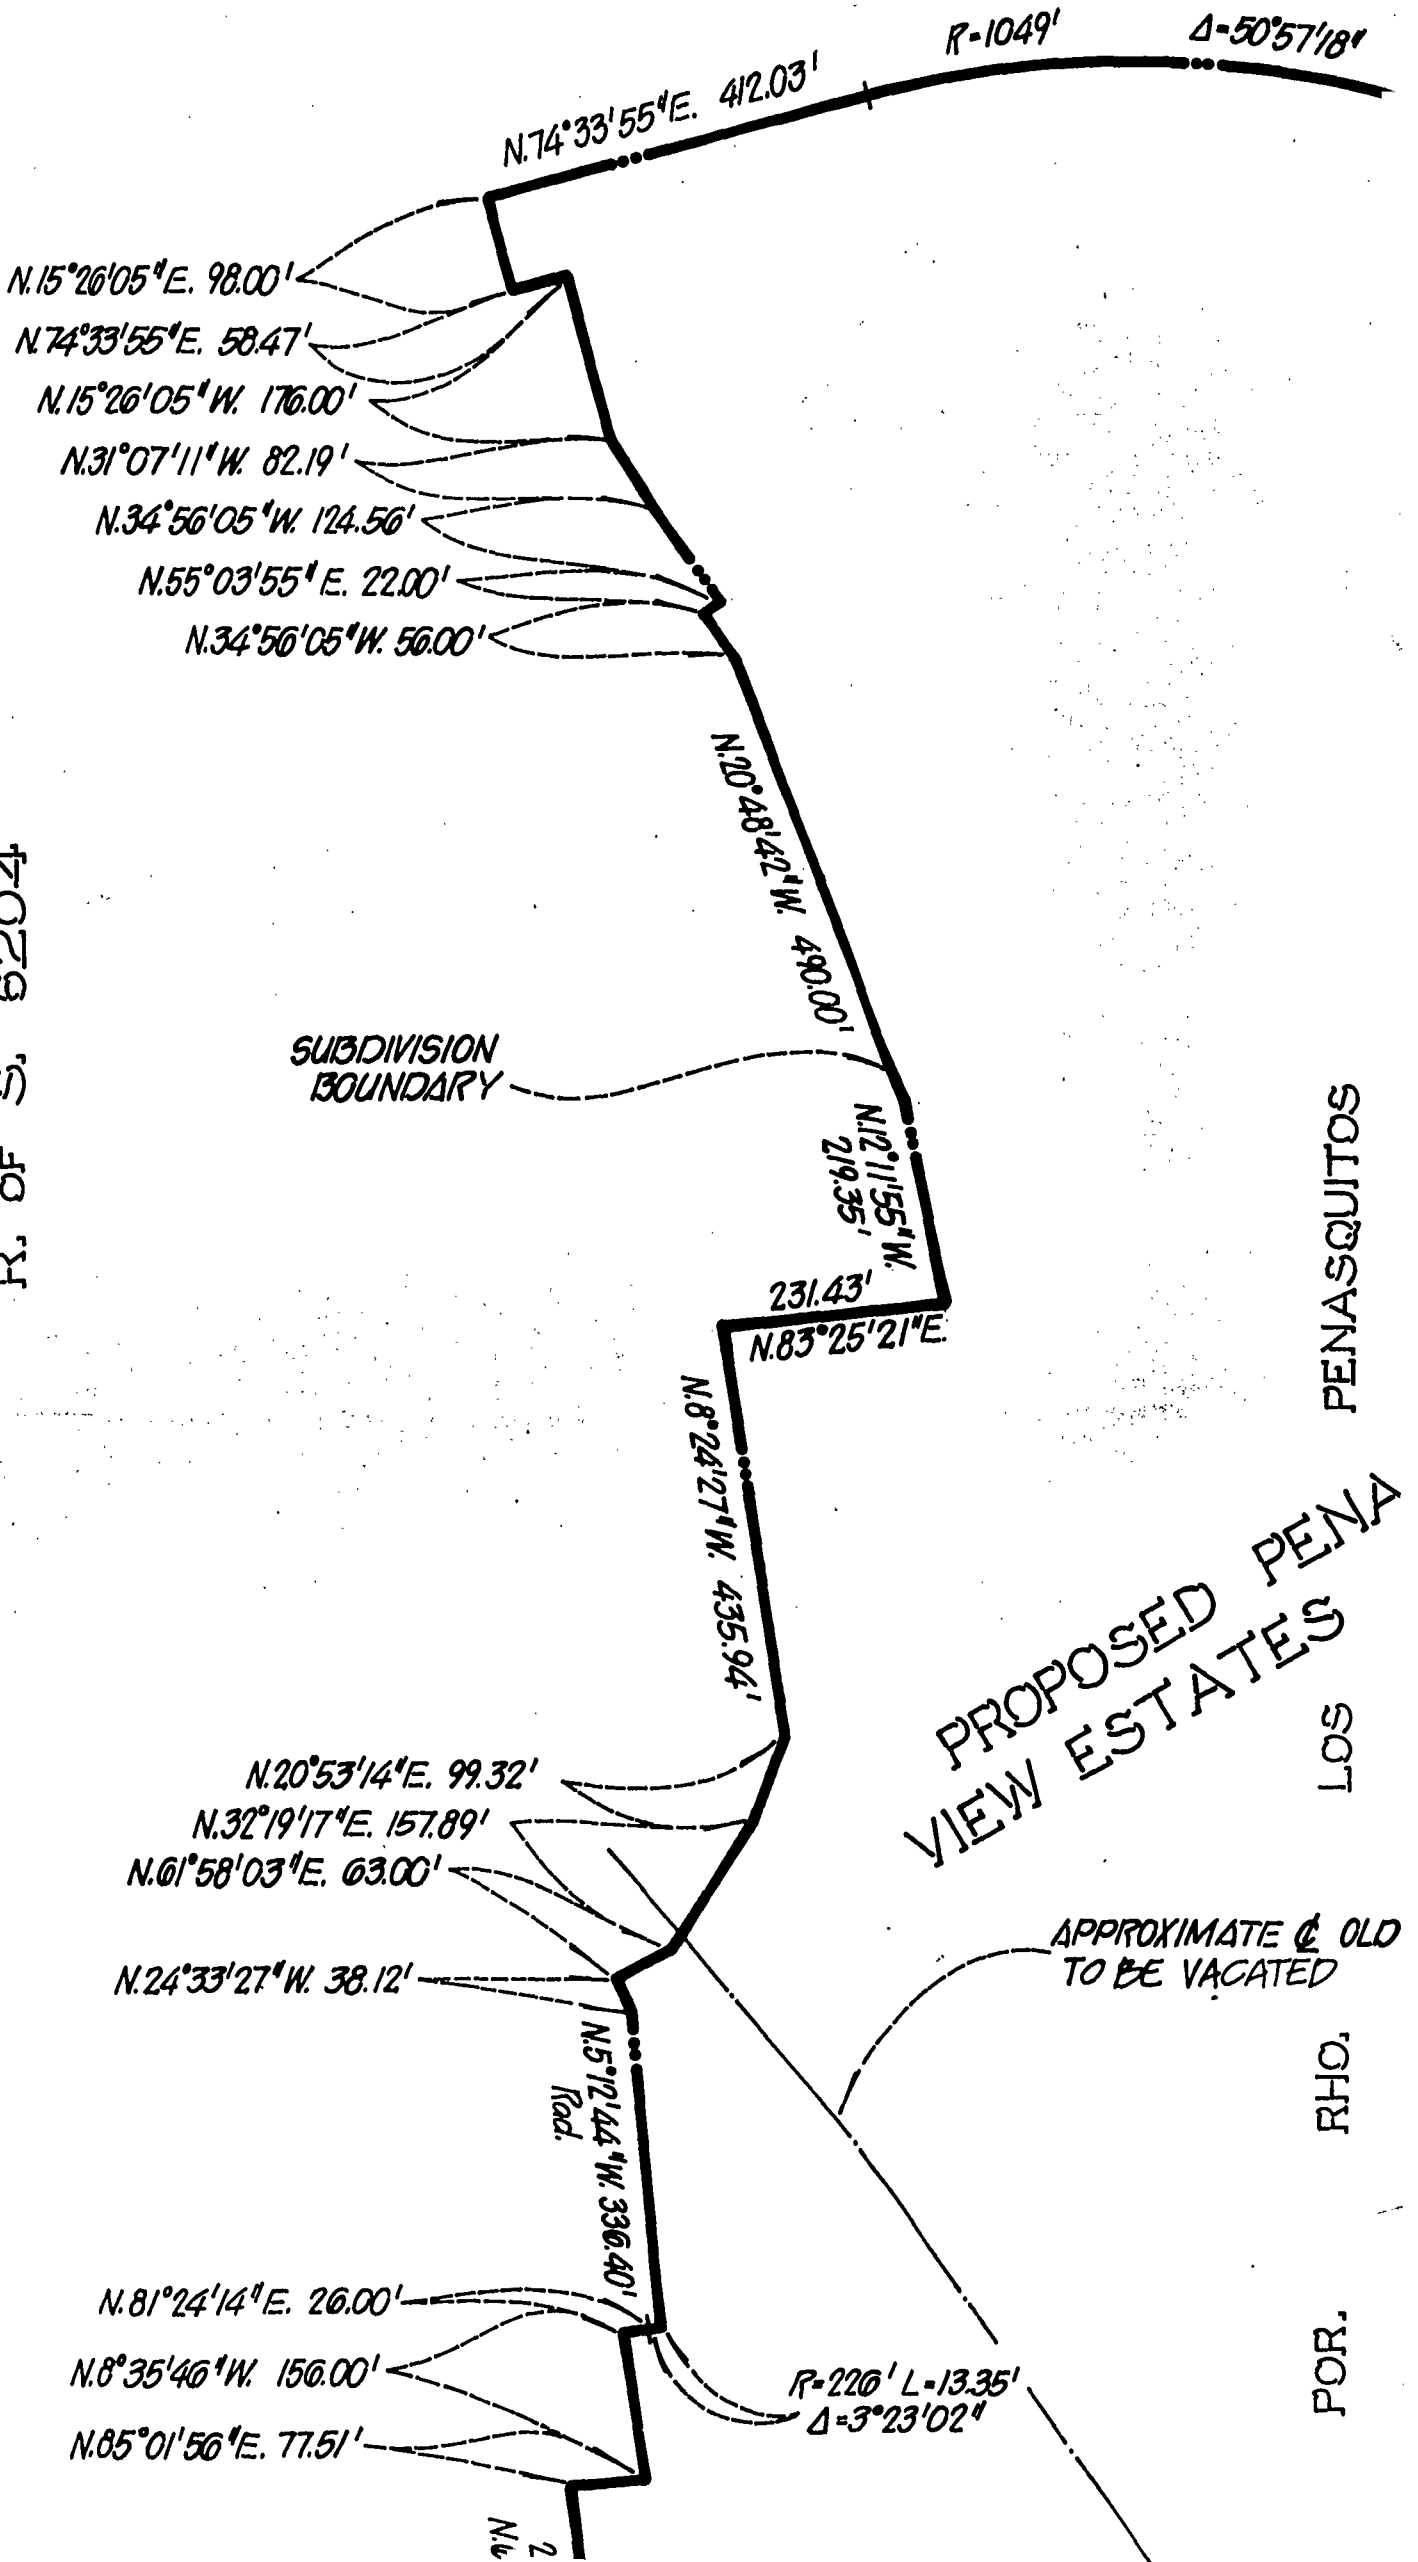 R=1049'
Δ=50°57'18"
N.74°33'55"E. 412.03'
N.15°26'05"E. 98.00'
N.74°33'55"E. 58.47'
N.15°26'05"W. 176.00'
N.31°07'11"W. 82.19'
N.34°56'05"W. 124.56'
N.55°03'55"E. 22.00'
N.34°56'05"W. 56.00'
N.20°48'42"W. 490.00'
R. OF S. 6204
SUBDIVISION
BOUNDARY
N.12°11'55"W.
219.35'
231.43'
N.83°25'21"E.
N.8°24'27"W. 435.94'
PROPOSED PENA
VIEW ESTATES
N.20°53'14"E. 99.32'
N.32°19'17"E. 157.89'
N.61°58'03"E. 63.00'
N.24°33'27"W. 38.12'
APPROXIMATE ℄ OLD
TO BE VACATED
N.5°12'44"W. 336.40'
Rad.
N.81°24'14"E. 26.00'
N.8°35'46"W. 156.00'
N.85°01'56"E. 77.51'
R=226' L=13.35'
Δ=3°23'02"
POR. RHO. LOS PENASQUITOS